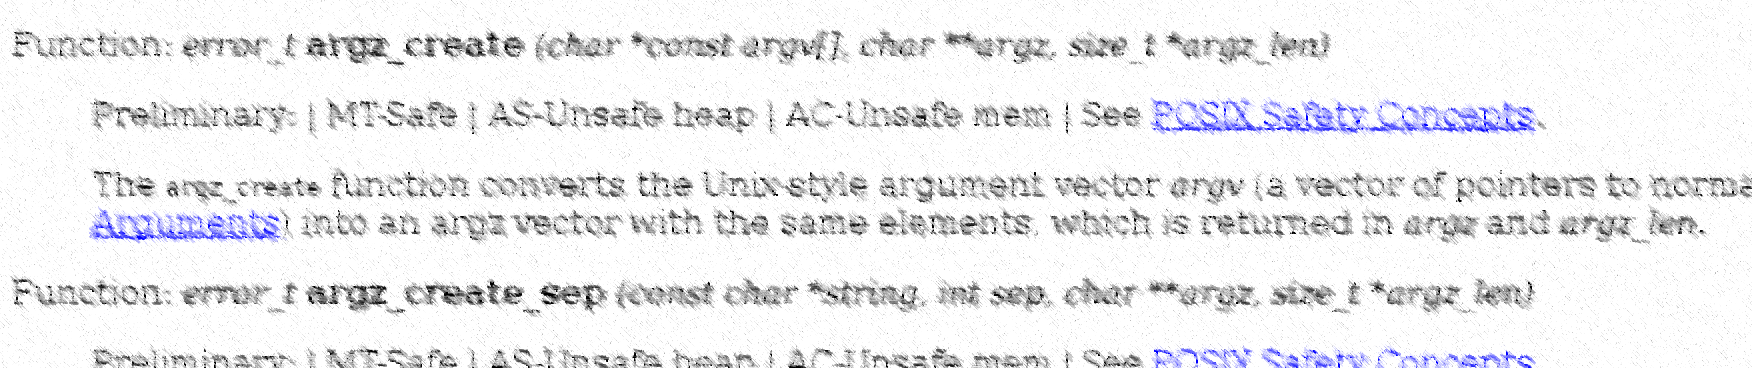 Function: error_t argz_create (char *const argv[], char **argz, size_t *argz_len)
Preliminary: | MT-Safe | AS-Unsafe heap | AC-Unsafe mem | See POSIX Safety Concepts.
The argz_create function converts the Unix-style argument vector argv (a vector of pointers to norma
Arguments) into an argz vector with the same elements, which is returned in argz and argz_len.
Function: error_t argz_create_sep (const char *string, int sep, char **argz, size_t *argz_len)
Preliminary: | MT-Safe | AS-Unsafe heap | AC-Unsafe mem | See POSIX Safety Concepts